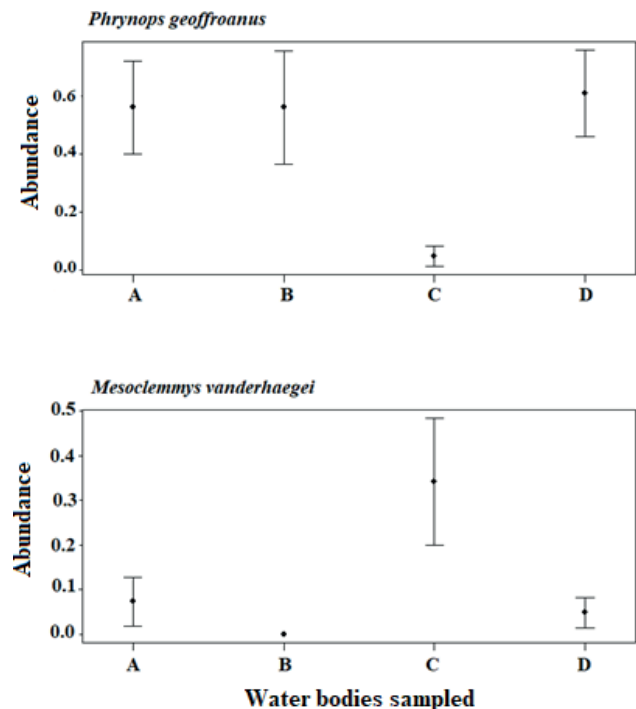 Phrynops geoffroanus
Abundance
0.6
0.4
0.2
0.0
A B C D
Mesoclemmys vanderhaegei
Abundance
0.5
0.4
0.3
0.2
0.1
0.0
A B C D
Water bodies sampled